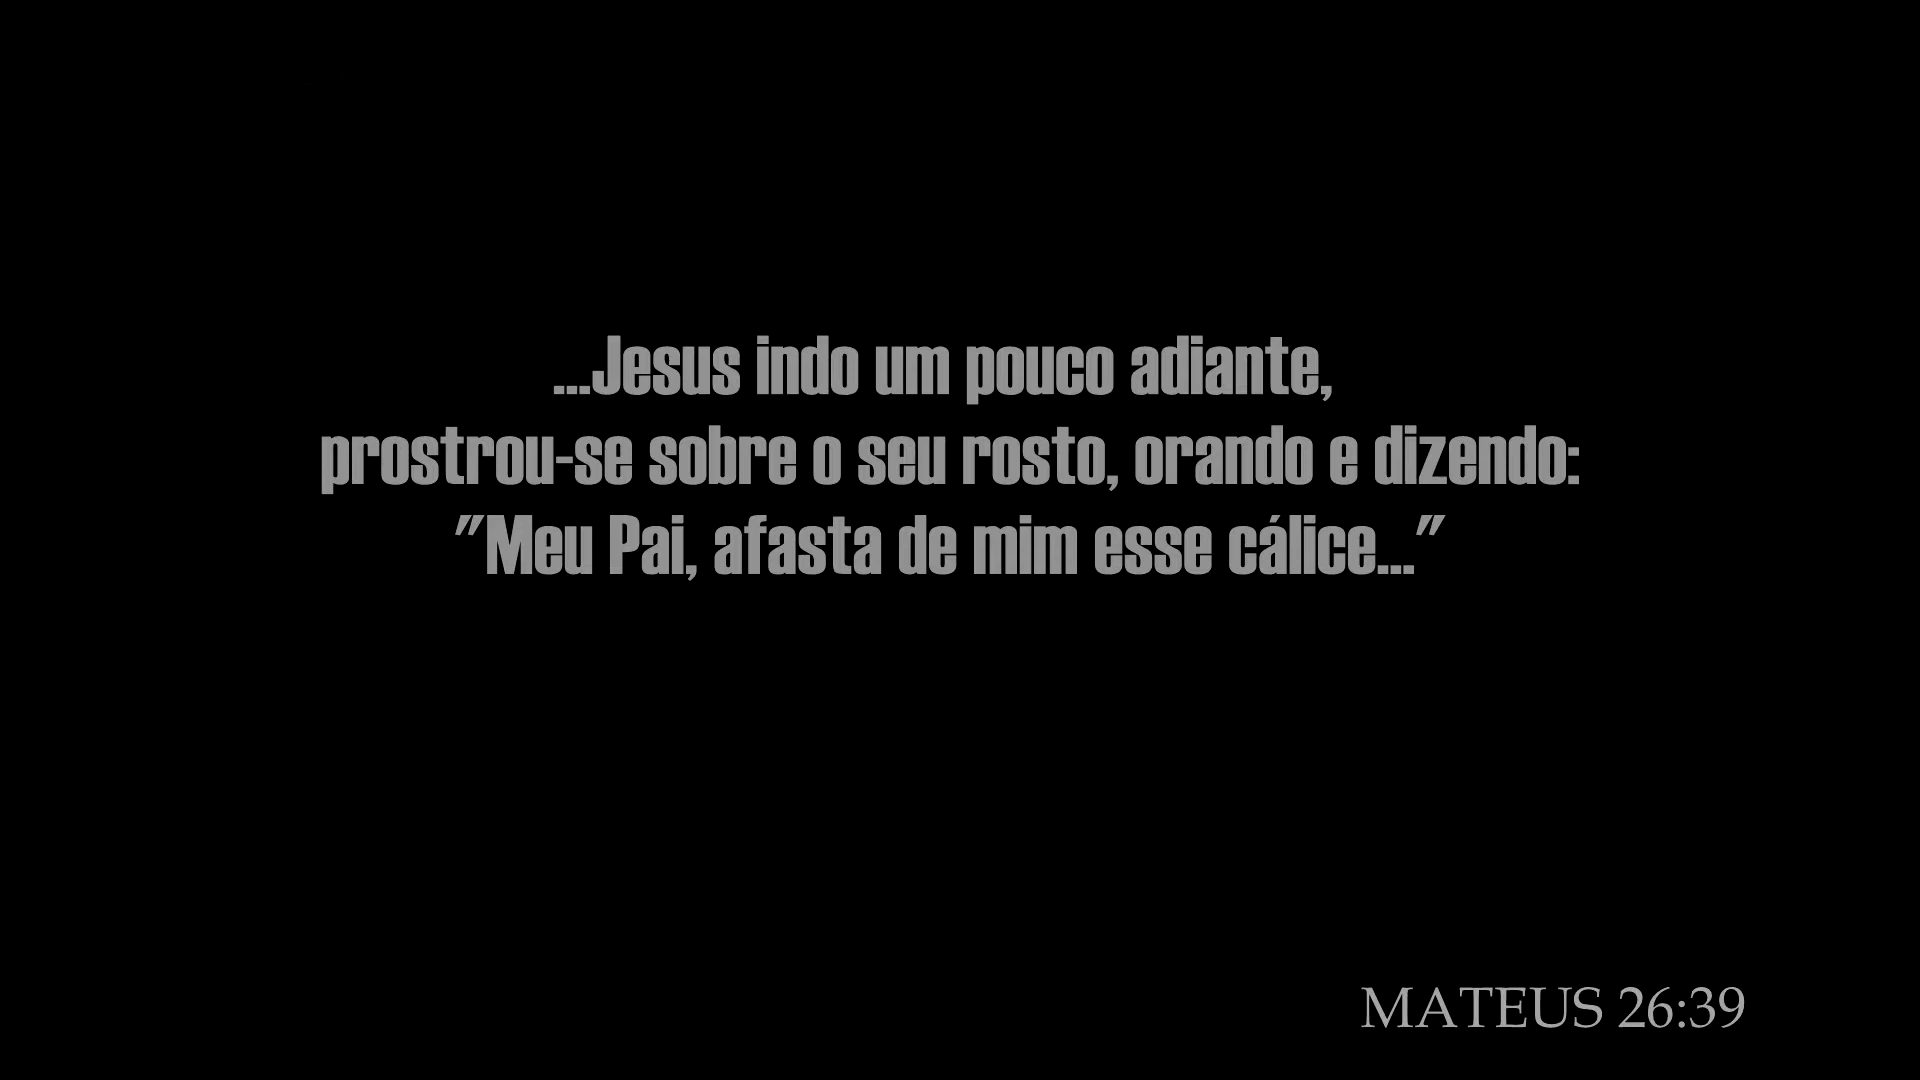 ...Jesus indo um pouco adiante,
prostrou-se sobre o seu rosto, orando e dizendo:
"Meu Pai, afasta de mim esse cálice..."
MATEUS 26:39